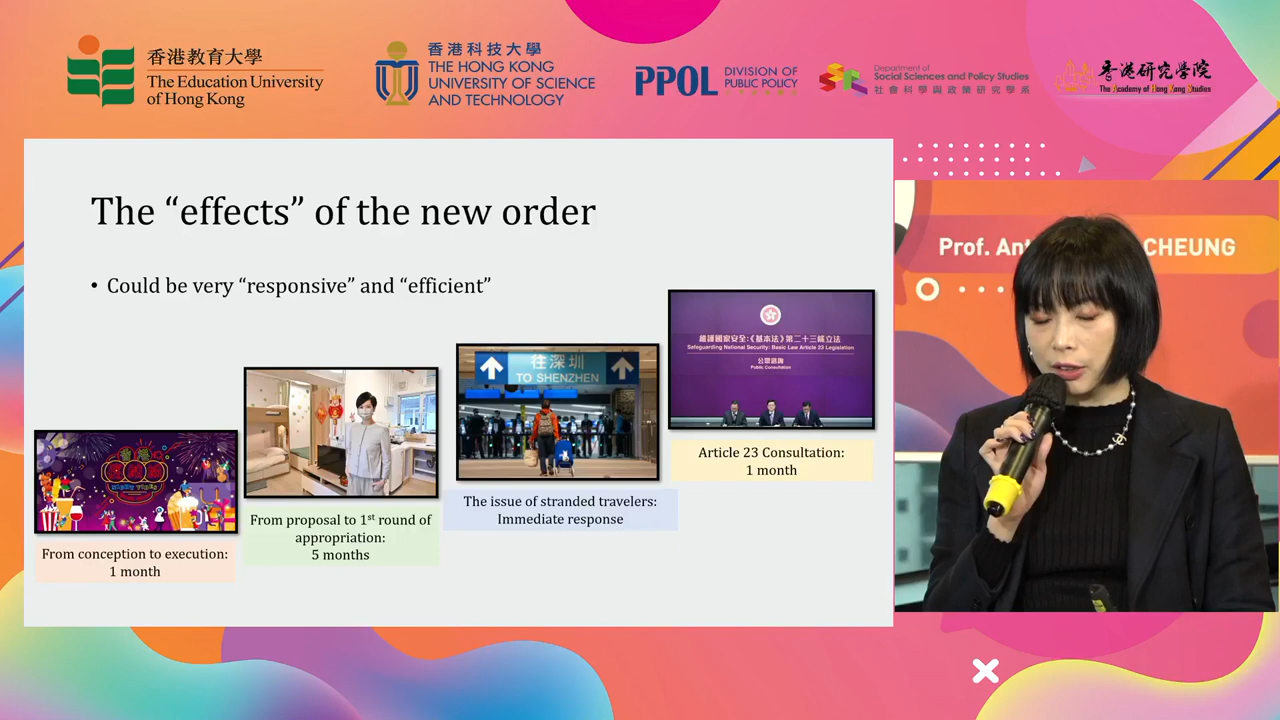 香港教育大學
The Education University
of Hong Kong
香港科技大學
THE HONG KONG
UNIVERSITY OF SCIENCE
AND TECHNOLOGY
PPOL
DIVISION OF
PUBLIC POLICY
Department of
Social Sciences and Policy Studies
社會科學與政策研究學系
香港研究學院
The Academy of Hong Kong Studies
The “effects” of the new order
• Could be very “responsive” and “efficient”
維護國家安全:《基本法》第二十三條立法
Safeguarding National Security: Basic Law Article 23 Legislation
公眾諮詢
Public Consultation
往深圳
TO SHENZHEN
香港
HAPPY VIBES
Article 23 Consultation:
1 month
The issue of stranded travelers:
Immediate response
From proposal to 1st round of
appropriation:
5 months
From conception to execution:
1 month
Prof. Ant
CHEUNG